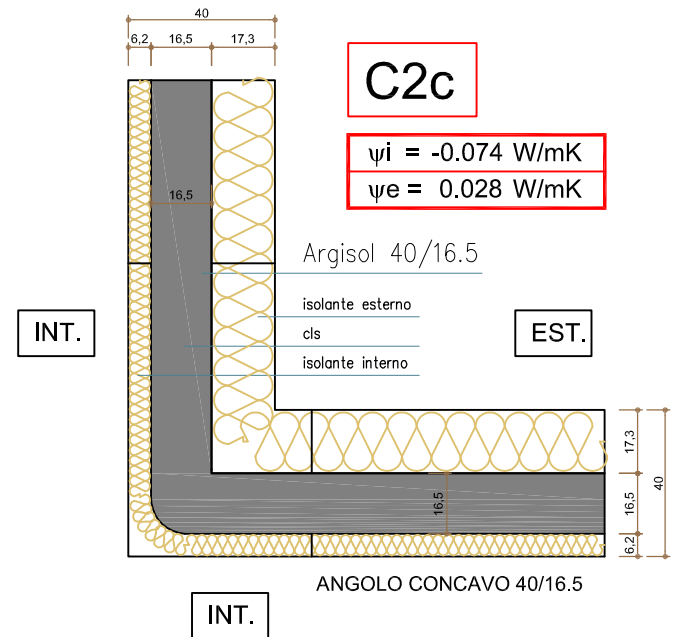 40
6,2 16,5 17,3
C2c
ψi = -0.074 W/mK
ψe = 0.028 W/mK
16,5
Argisol 40/16.5
isolante esterno
cls
isolante interno
INT.
EST.
17,3
16,5
6,2
40
16,5
ANGOLO CONCAVO 40/16.5
INT.